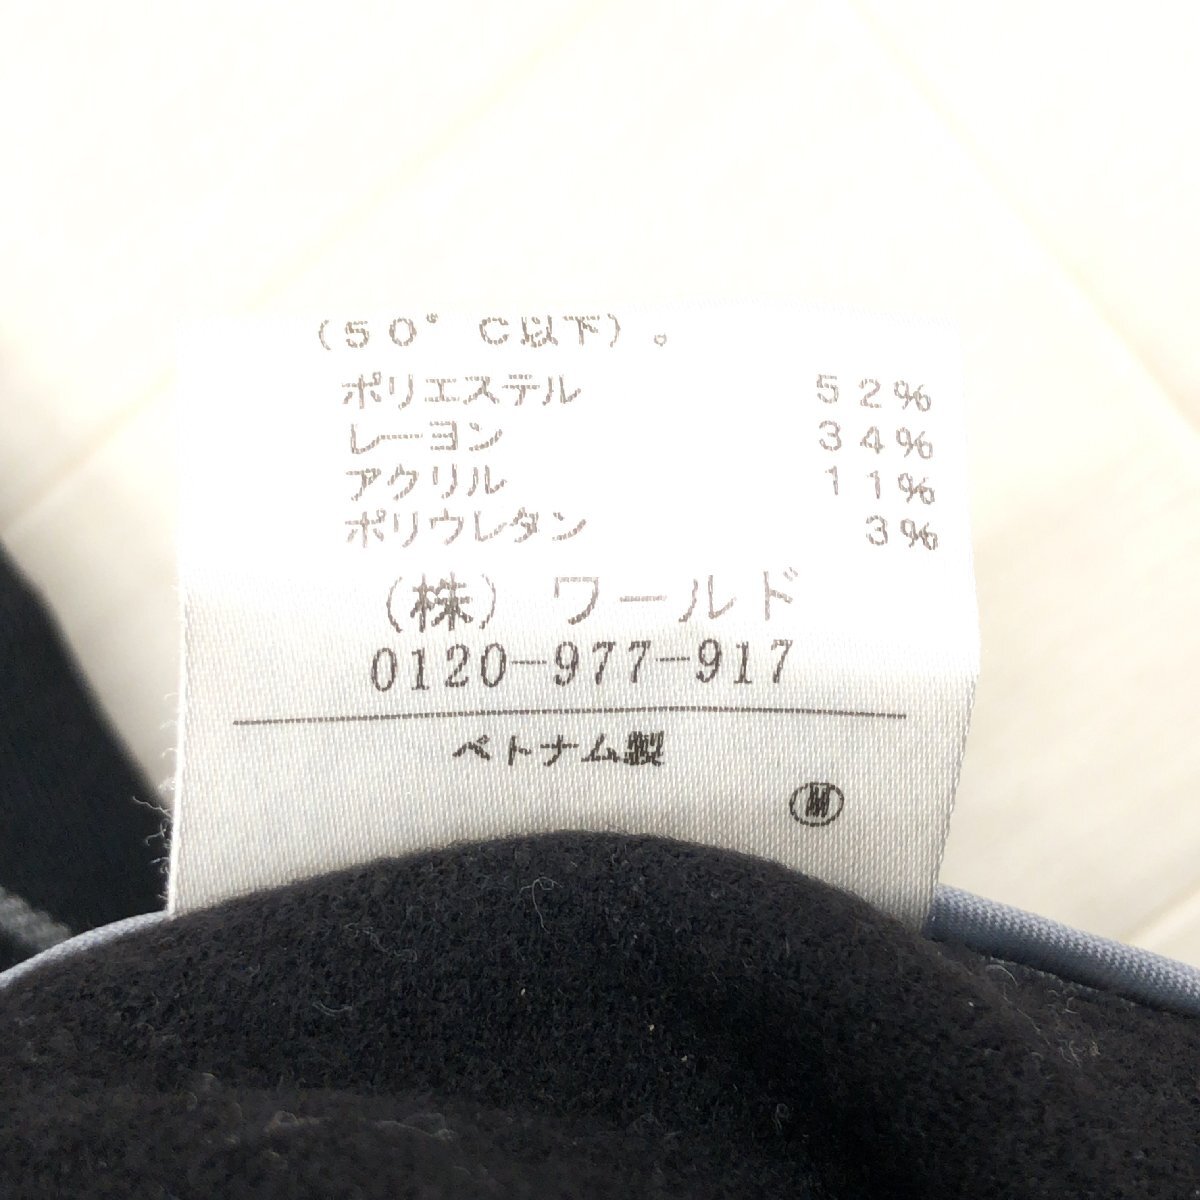 (50°C以下)。
ポリエステル 52%
レーヨン 34%
アクリル 11%
ポリウレタン 3%
(株)ワールド
0120-977-917
ベトナム製
M